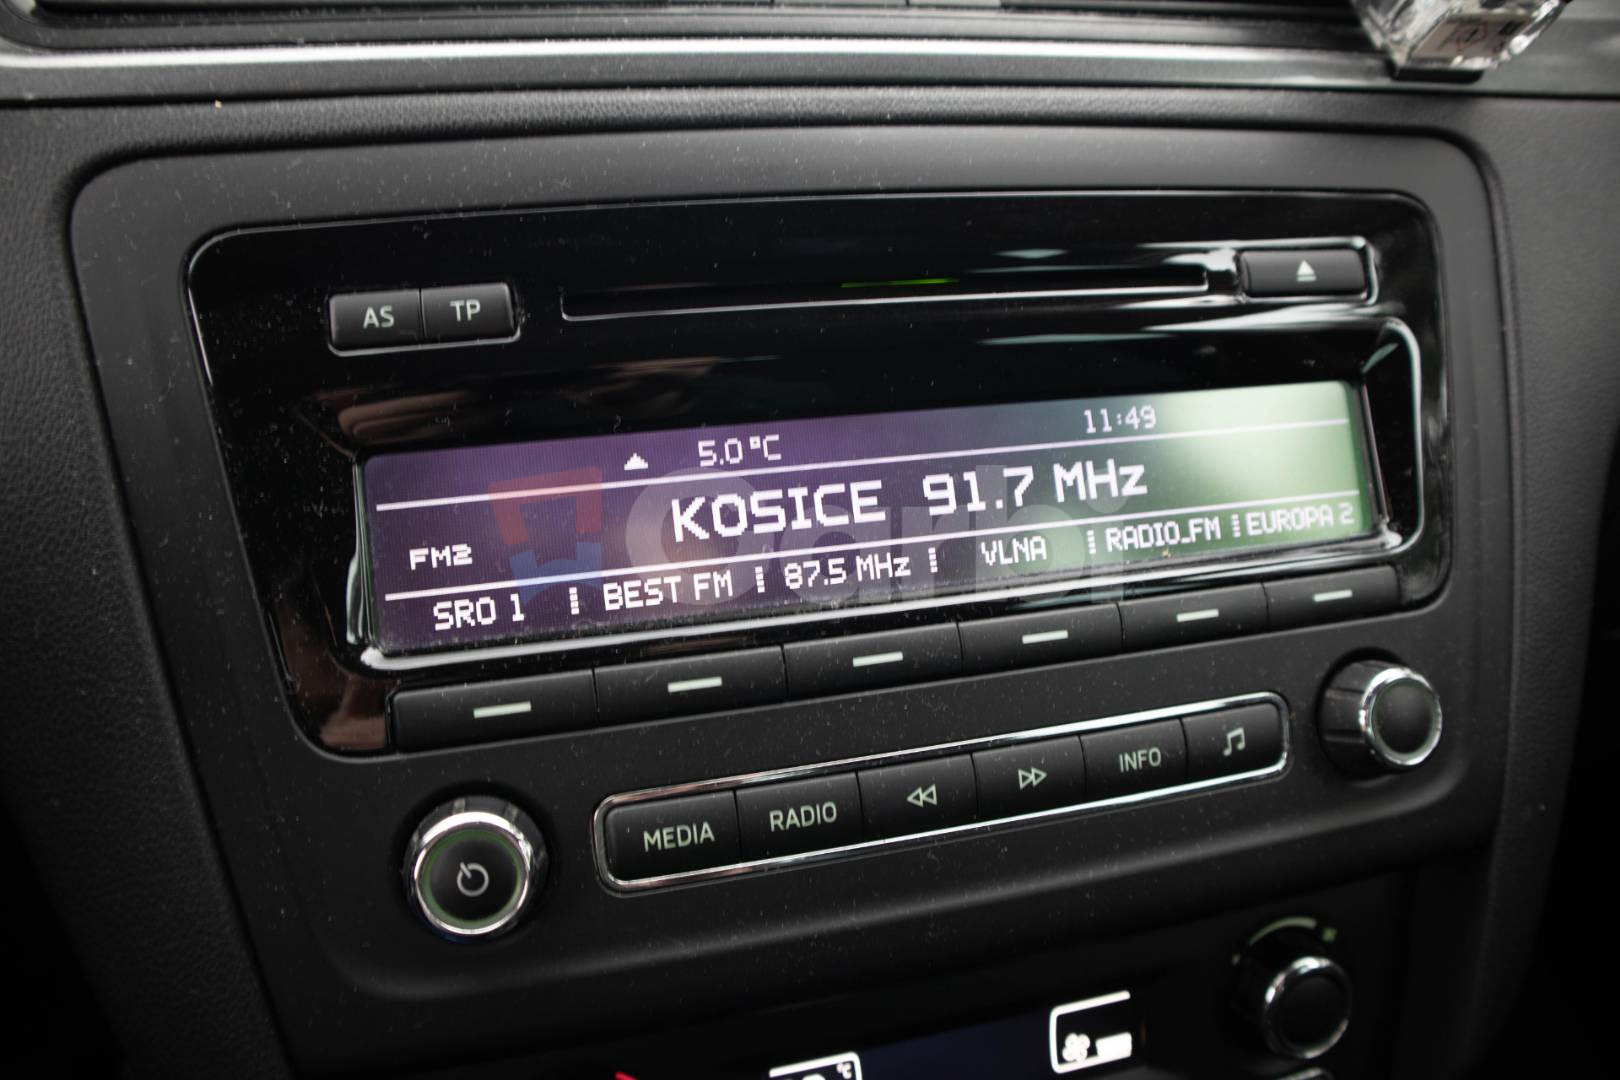 AS TP
5.0°C 11:49
KOSICE 91.7 MHz
FM2
SRO 1 BEST FM 87.5 MHz VLNA RADIO_FM EUROPA 2
MEDIA RADIO INFO
°C